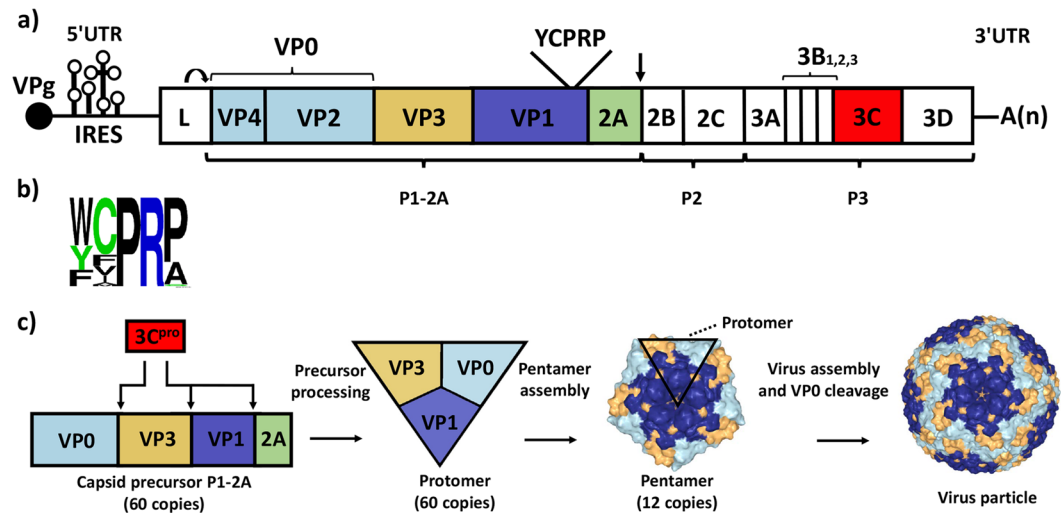 a)
5'UTR
VPg
IRES
VP0
YCPRP
3B1,2,3
3'UTR
L
VP4
VP2
VP3
VP1
2A
2B
2C
3A
3C
3D
A(n)
P1-2A
P2
P3
b)
W C P R P
Y F A
F Y
c)
3Cpro
VP0
VP3
VP1
2A
Capsid precursor P1-2A
(60 copies)
Precursor
processing
VP3
VP0
VP1
Protomer
(60 copies)
Pentamer
assembly
Protomer
Pentamer
(12 copies)
Virus assembly
and VP0 cleavage
Virus particle